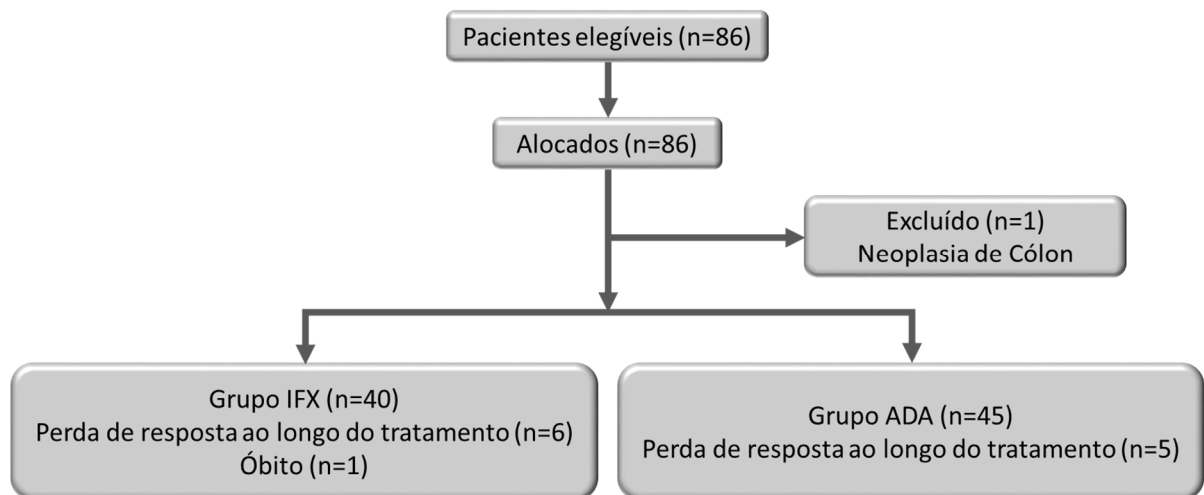 Pacientes elegíveis (n=86)
Alocados (n=86)
Excluído (n=1)
Neoplasia de Cólon
Grupo IFX (n=40)
Perda de resposta ao longo do tratamento (n=6)
Óbito (n=1)
Grupo ADA (n=45)
Perda de resposta ao longo do tratamento (n=5)